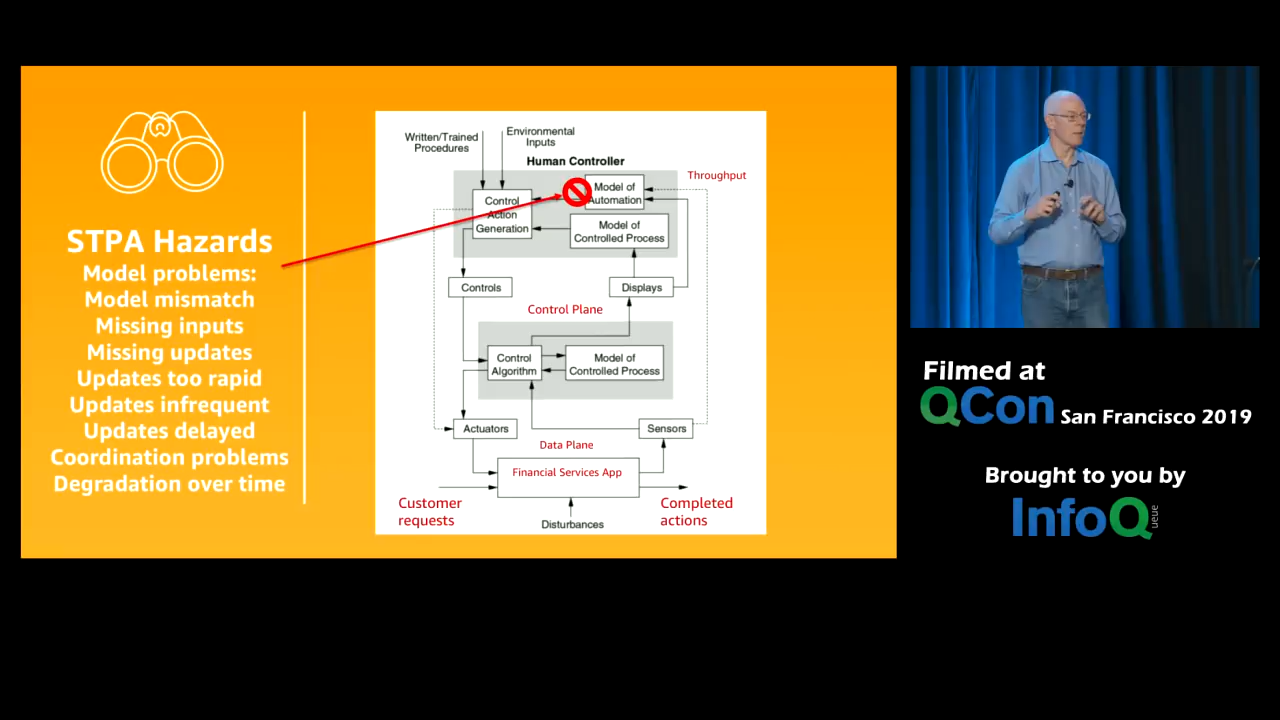 STPA Hazards
Model problems:
Model mismatch
Missing inputs
Missing updates
Updates too rapid
Updates infrequent
Updates delayed
Coordination problems
Degradation over time
Written/Trained
Procedures
Environmental
Inputs
Human Controller
Throughput
Control
Action
Generation
Model of
Automation
Model of
Controlled Process
Controls
Displays
Control Plane
Control
Algorithm
Model of
Controlled Process
Actuators
Sensors
Data Plane
Financial Services App
Customer
requests
Completed
actions
Disturbances
Filmed at
QCon San Francisco 2019
Brought to you by
InfoQ
ueue